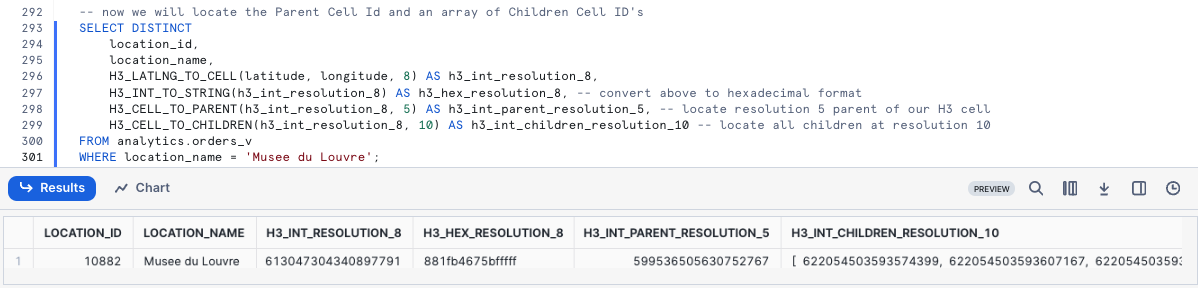 292 -- now we will locate the Parent Cell Id and an array of Children Cell ID's
293 SELECT DISTINCT
294 location_id,
295 location_name,
296 H3_LATLNG_TO_CELL(latitude, longitude, 8) AS h3_int_resolution_8,
297 H3_INT_TO_STRING(h3_int_resolution_8) AS h3_hex_resolution_8, -- convert above to hexadecimal format
298 H3_CELL_TO_PARENT(h3_int_resolution_8, 5) AS h3_int_parent_resolution_5, -- locate resolution 5 parent of our H3 cell
299 H3_CELL_TO_CHILDREN(h3_int_resolution_8, 10) AS h3_int_children_resolution_10 -- locate all children at resolution 10
300 FROM analytics.orders_v
301 WHERE location_name = 'Musee du Louvre';
Results Chart PREVIEW
LOCATION_ID LOCATION_NAME H3_INT_RESOLUTION_8 H3_HEX_RESOLUTION_8 H3_INT_PARENT_RESOLUTION_5 H3_INT_CHILDREN_RESOLUTION_10
1 10882 Musee du Louvre 613047304340897791 881fb4675bfffff 599536505630752767 [ 622054503593574399, 622054503593607167, 622054503593